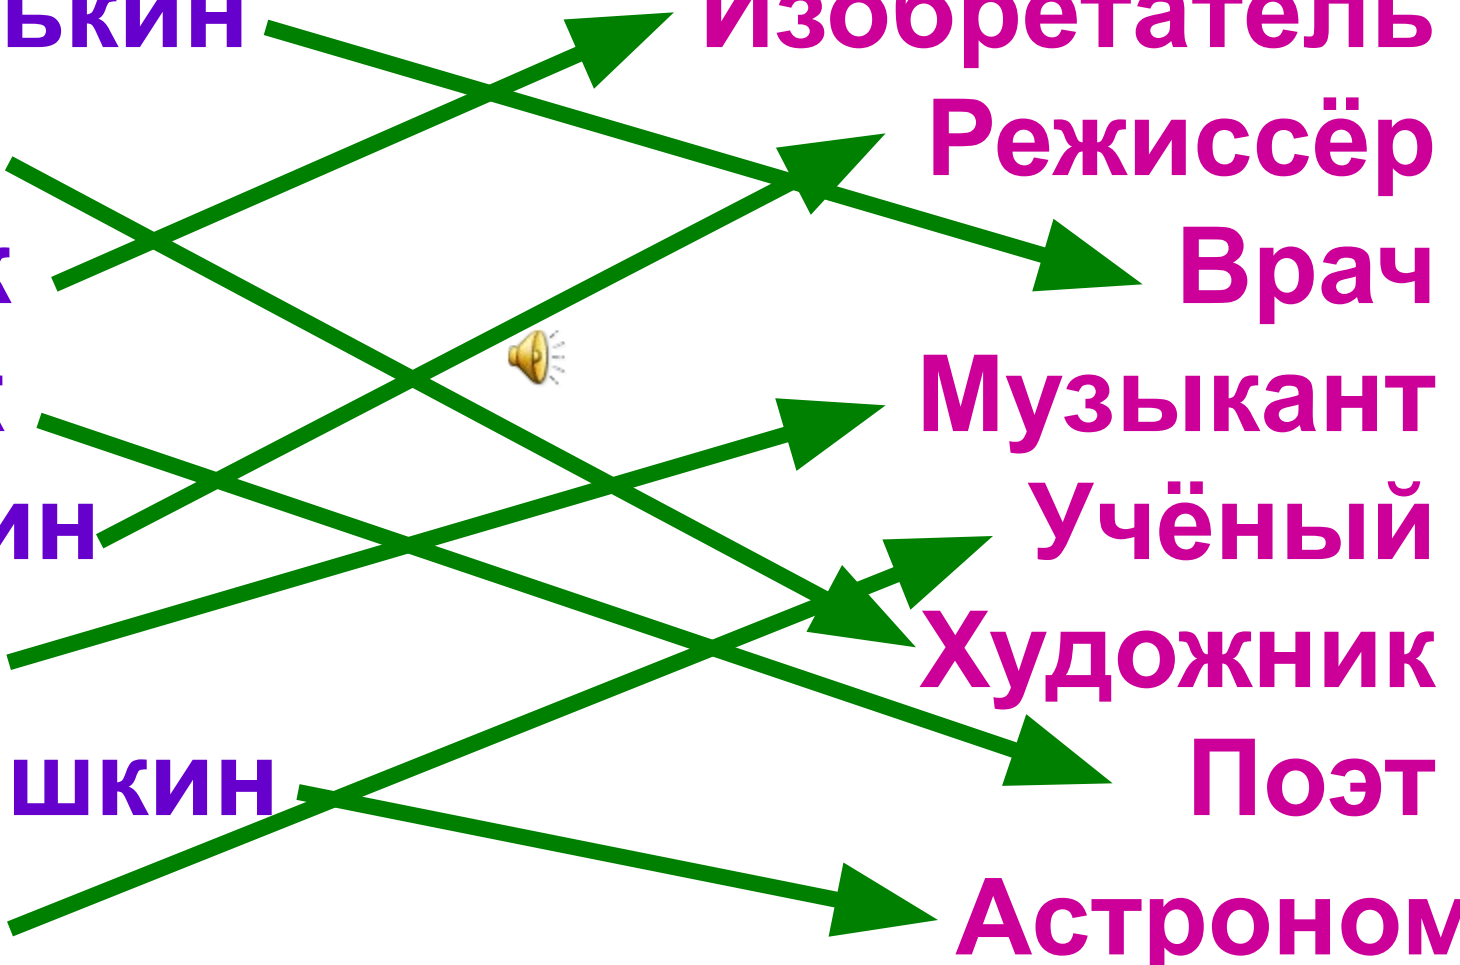 ькин Изобретатель
Режиссёр
к Врач
Музыкант
ин Учёный
Художник
шкин Поэт
Астроном